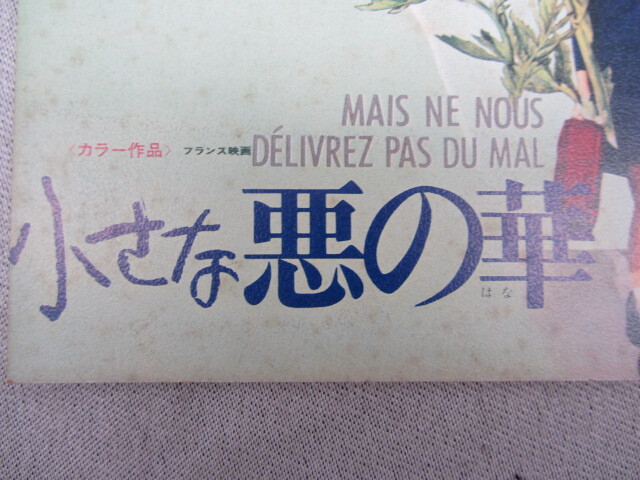 MAIS NE NOUS
DÉLIVREZ PAS DU MAL
〈カラー作品〉 フランス映画
小さな悪の華
はな